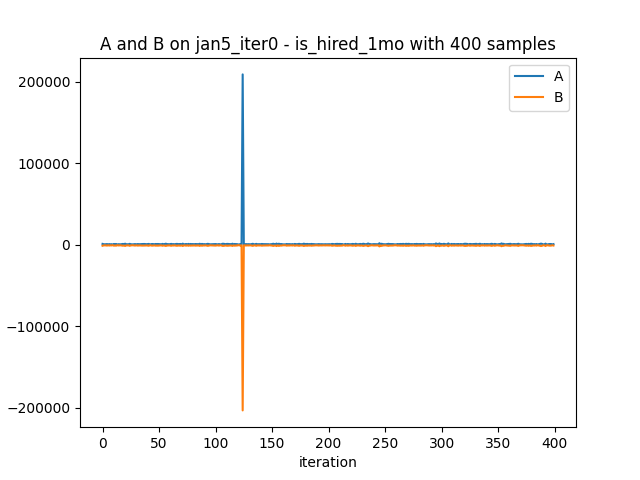 A and B on jan5_iter0 - is_hired_1mo with 400 samples
A
B
200000
100000
0
−100000
−200000
0 50 100 150 200 250 300 350 400
iteration